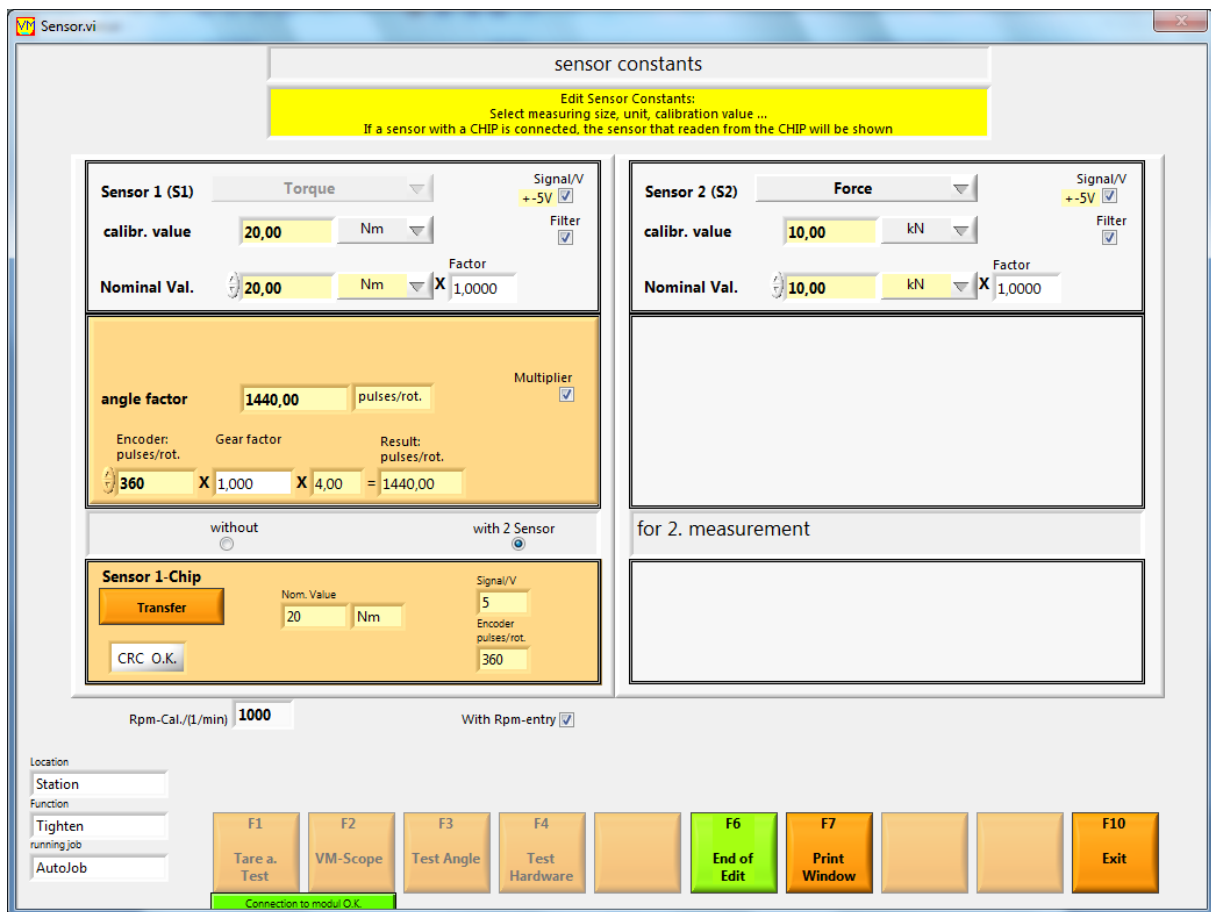 VM Sensor.vi
sensor constants
Edit Sensor Constants:
Select measuring size, unit, calibration value ...
If a sensor with a CHIP is connected, the sensor that readen from the CHIP will be shown
Sensor 1 (S1) Torque Signal/V
+-5V
calibr. value 20,00 Nm Filter
Factor
Nominal Val. 20,00 Nm X 1,0000
Sensor 2 (S2) Force Signal/V
+-5V
calibr. value 10,00 kN Filter
Factor
Nominal Val. 10,00 kN X 1,0000
Multiplier
angle factor 1440,00 pulses/rot.
Encoder: Gear factor Result:
pulses/rot. pulses/rot.
360 X 1,000 X 4,00 = 1440,00
without with 2 Sensor
for 2. measurement
Sensor 1-Chip
Transfer
Nom. Value
20 Nm
Signal/V
5
Encoder
pulses/rot.
360
CRC O.K.
Rpm-Cal./(1/min) 1000 With Rpm-entry
Location
Station
Function
Tighten
running job
AutoJob
F1
Tare a.
Test
F2
VM-Scope
F3
Test Angle
F4
Test
Hardware
F6
End of
Edit
F7
Print
Window
F10
Exit
Connection to modul O.K.